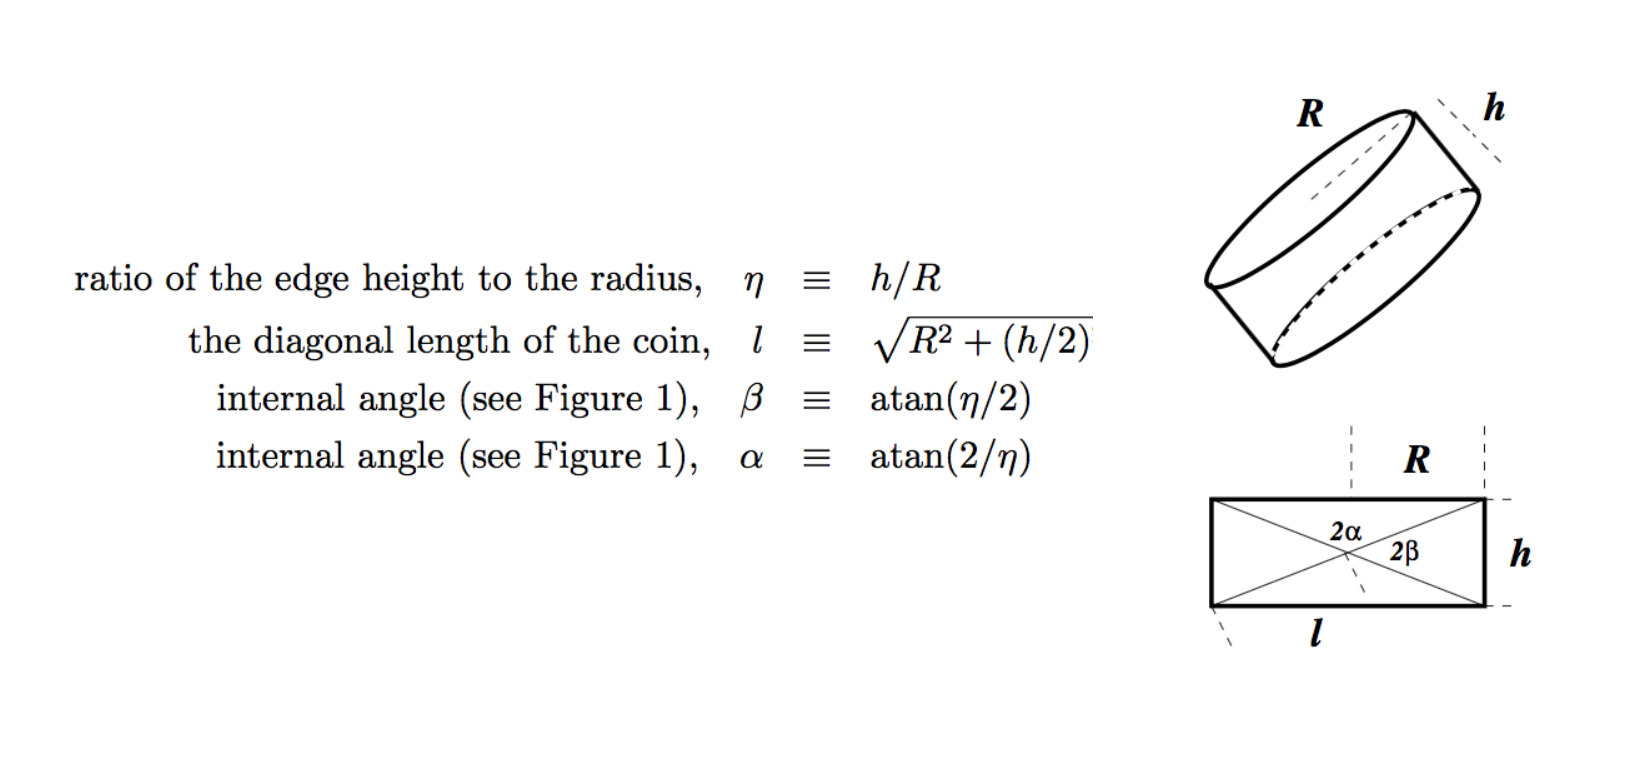 ratio of the edge height to the radius, η ≡ h/R
the diagonal length of the coin, l ≡ √R² + (h/2)
internal angle (see Figure 1), β ≡ atan(η/2)
internal angle (see Figure 1), α ≡ atan(2/η)
R
h
R
2α
2β
h
l